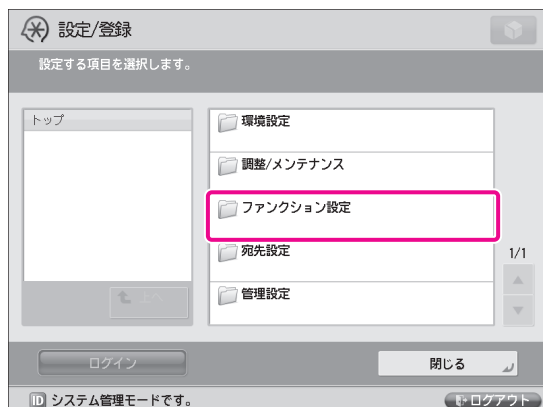 設定/登録
設定する項目を選択します。
トップ
環境設定
調整/メンテナンス
ファンクション設定
宛先設定
管理設定
1/1
上へ
ログイン
閉じる
ID システム管理モードです。
ログアウト